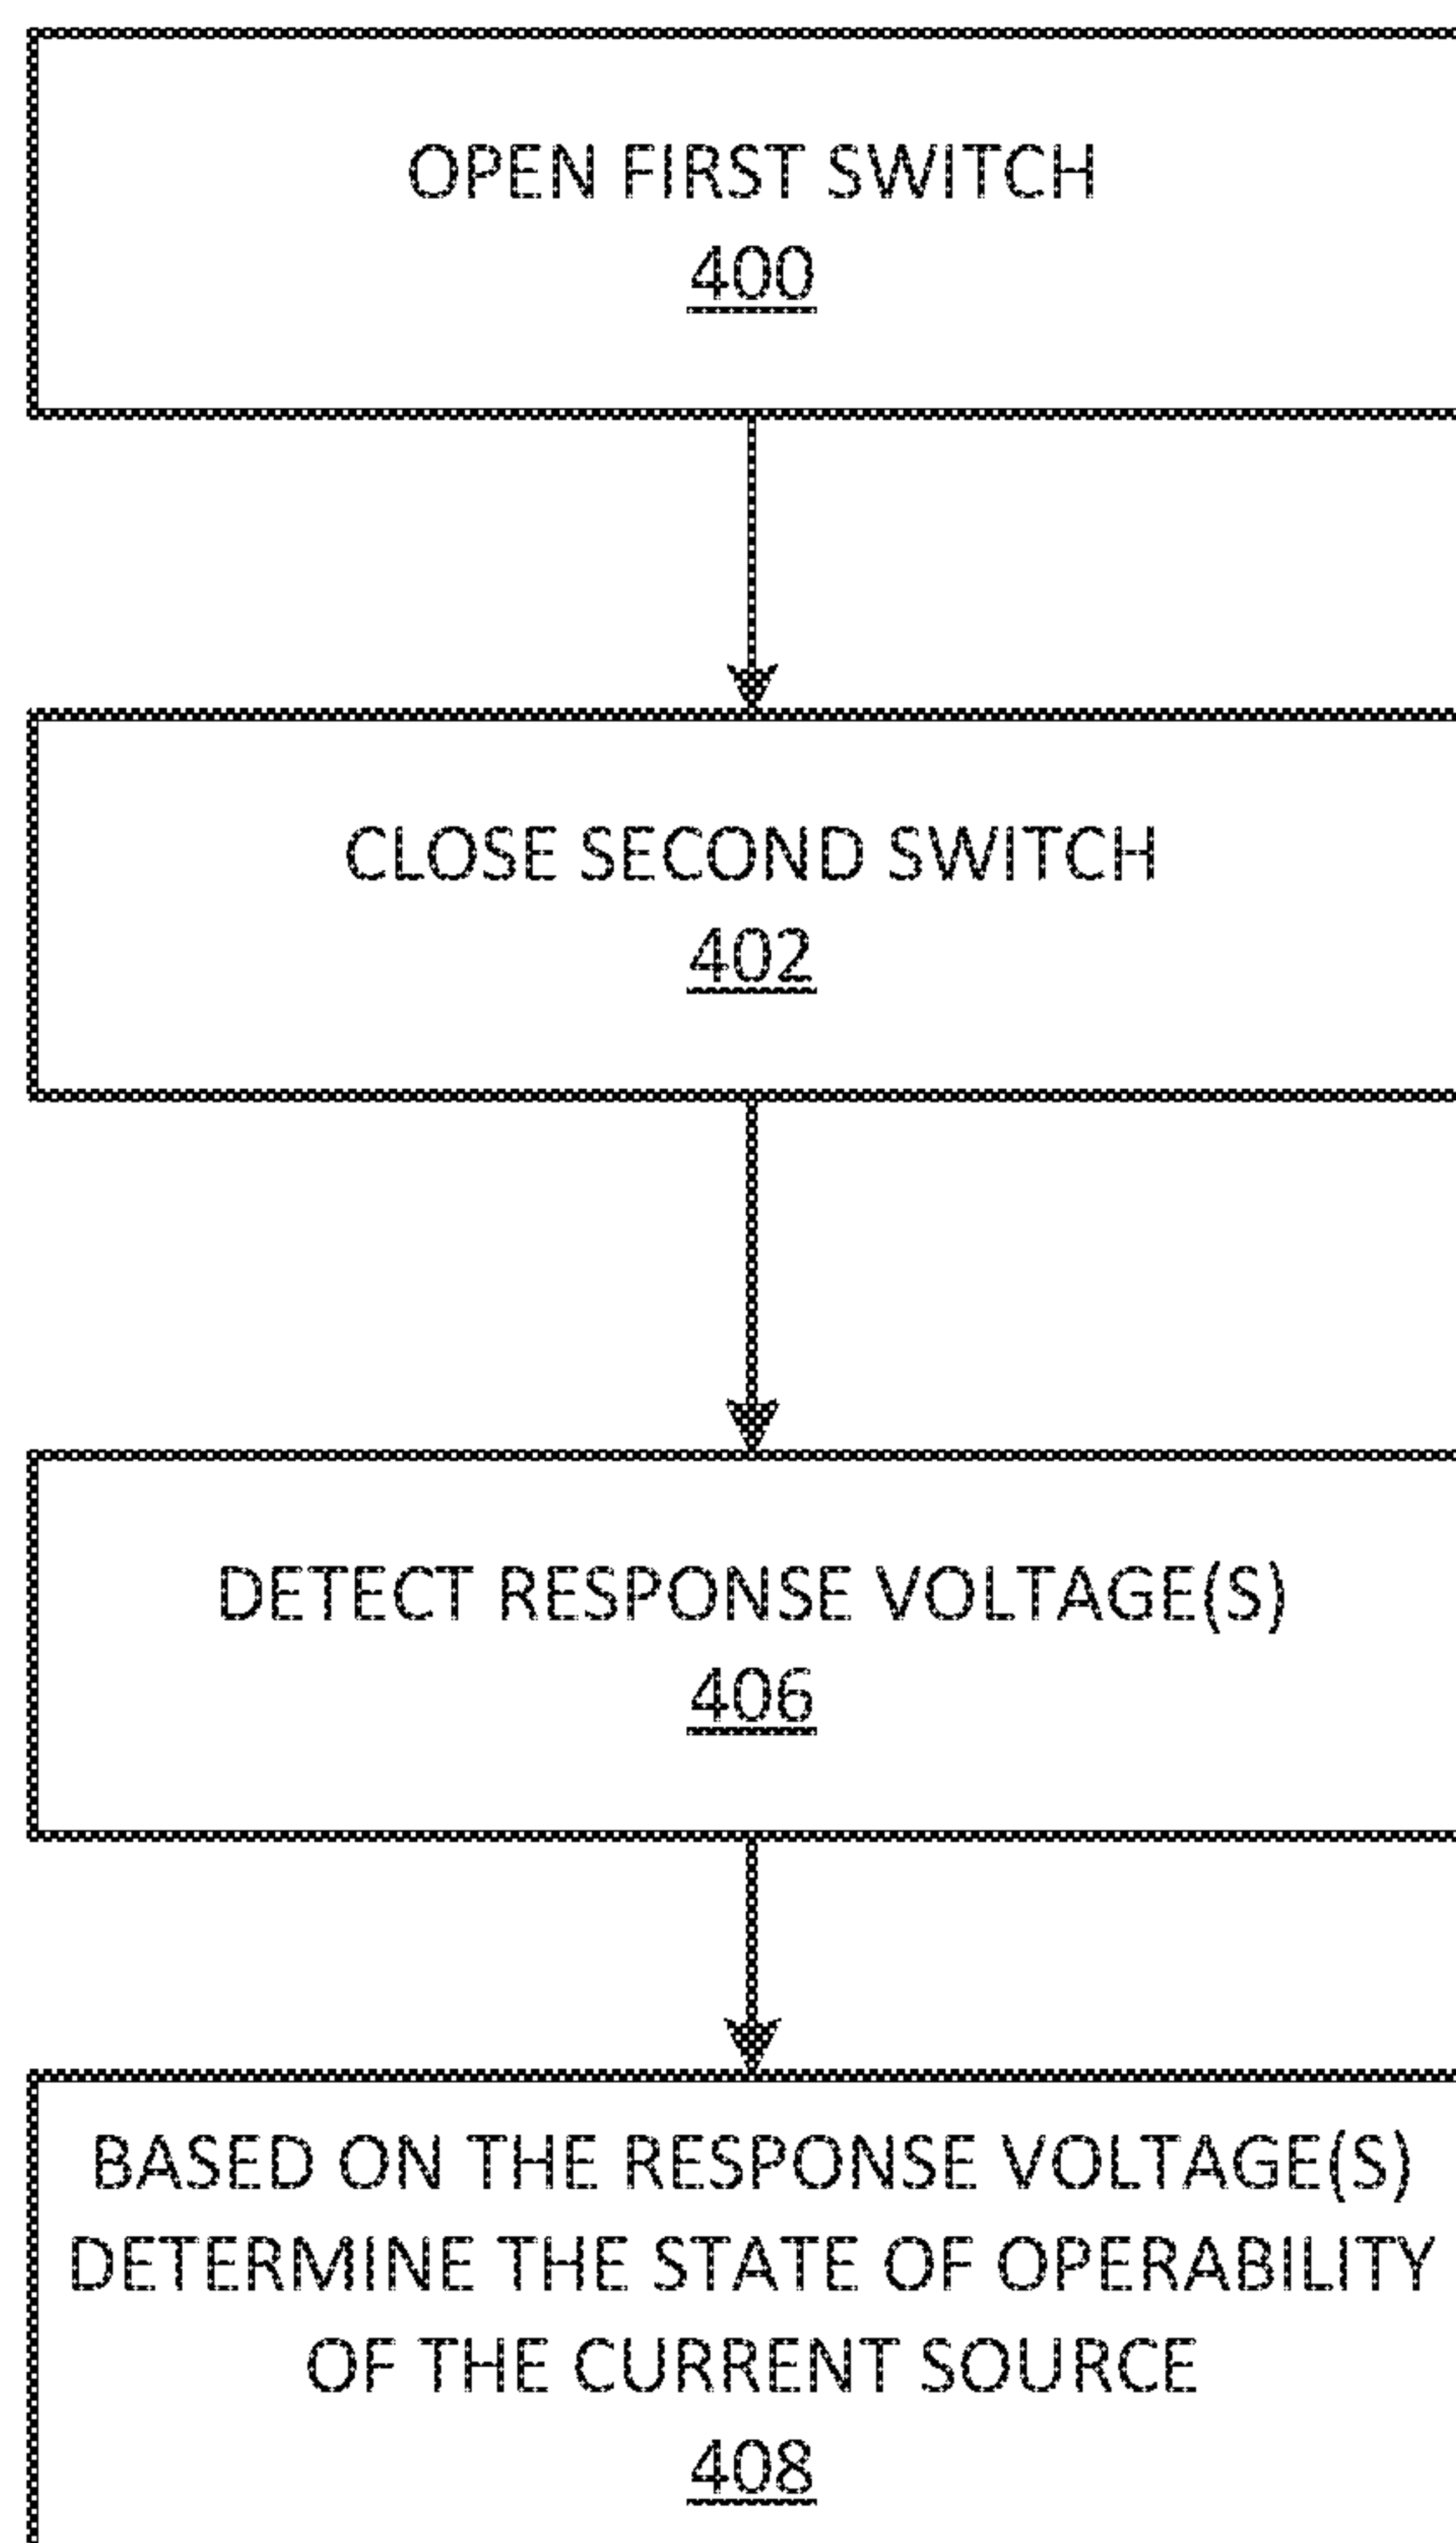 OPEN FIRST SWITCH
400
CLOSE SECOND SWITCH
402
DETECT RESPONSE VOLTAGE(S)
406
BASED ON THE RESPONSE VOLTAGE(S)
DETERMINE THE STATE OF OPERABILITY
OF THE CURRENT SOURCE
408